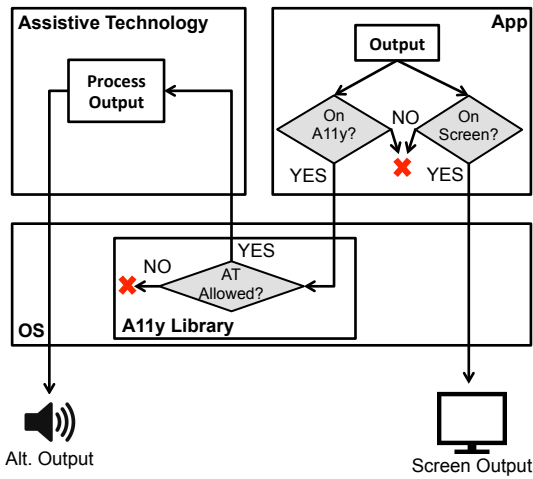 Assistive Technology
App
Process
Output
Output
On
A11y?
NO
On
Screen?
YES
YES
YES
NO
AT
Allowed?
A11y Library
OS
Alt. Output
Screen Output